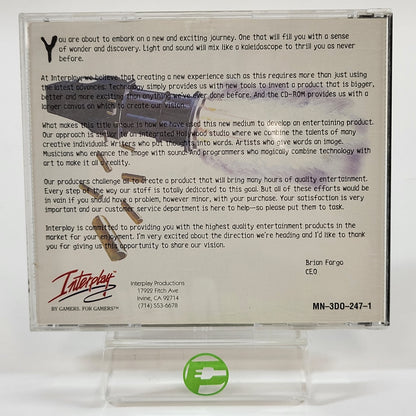 You are about to embark on a new and exciting journey. One that will fill you with a sense
of wonder and discovery. Light and sound will mix like a kaleidoscope to thrill you as never
before.
At Interplay, we believe that creating a new experience such as this requires more than just using
the latest advances. Technology simply provides us with new tools to invent a product that is bigger,
better and more exciting than anything we've ever done before. And the CD-ROM provides us with a
larger canvas on which to create our vision.
What makes this title unique is how we have used this new medium to develop an entertaining product.
Our approach is similar to an integrated Hollywood studio where we combine the talents of many
creative individuals. Writers who put their ideas into words. Artists who give words an image.
Musicians who enhance the image with sound. And programmers who magically combine technology with
art to make it all a reality.
Our producers challenge all to create a product that will bring many hours of quality entertainment.
Every step of the way our staff is totally dedicated to this goal. But all of these efforts would be
in vain if you should have a problem, however minor, with your purchase. Your satisfaction is very
important and our customer service department is here to help--so please put them to task.
Interplay is committed to providing you with the highest quality entertainment products in the
market for your enjoyment. I'm very excited about the direction we're heading and I'd like to thank
you for giving us this opportunity to share our vision.
Brian Fargo
CEO
Interplay™
BY GAMERS. FOR GAMERS.™
Interplay Productions
17922 Fitch Ave.
Irvine, CA 92714
(714) 553-6678
MN-3DO-247-1